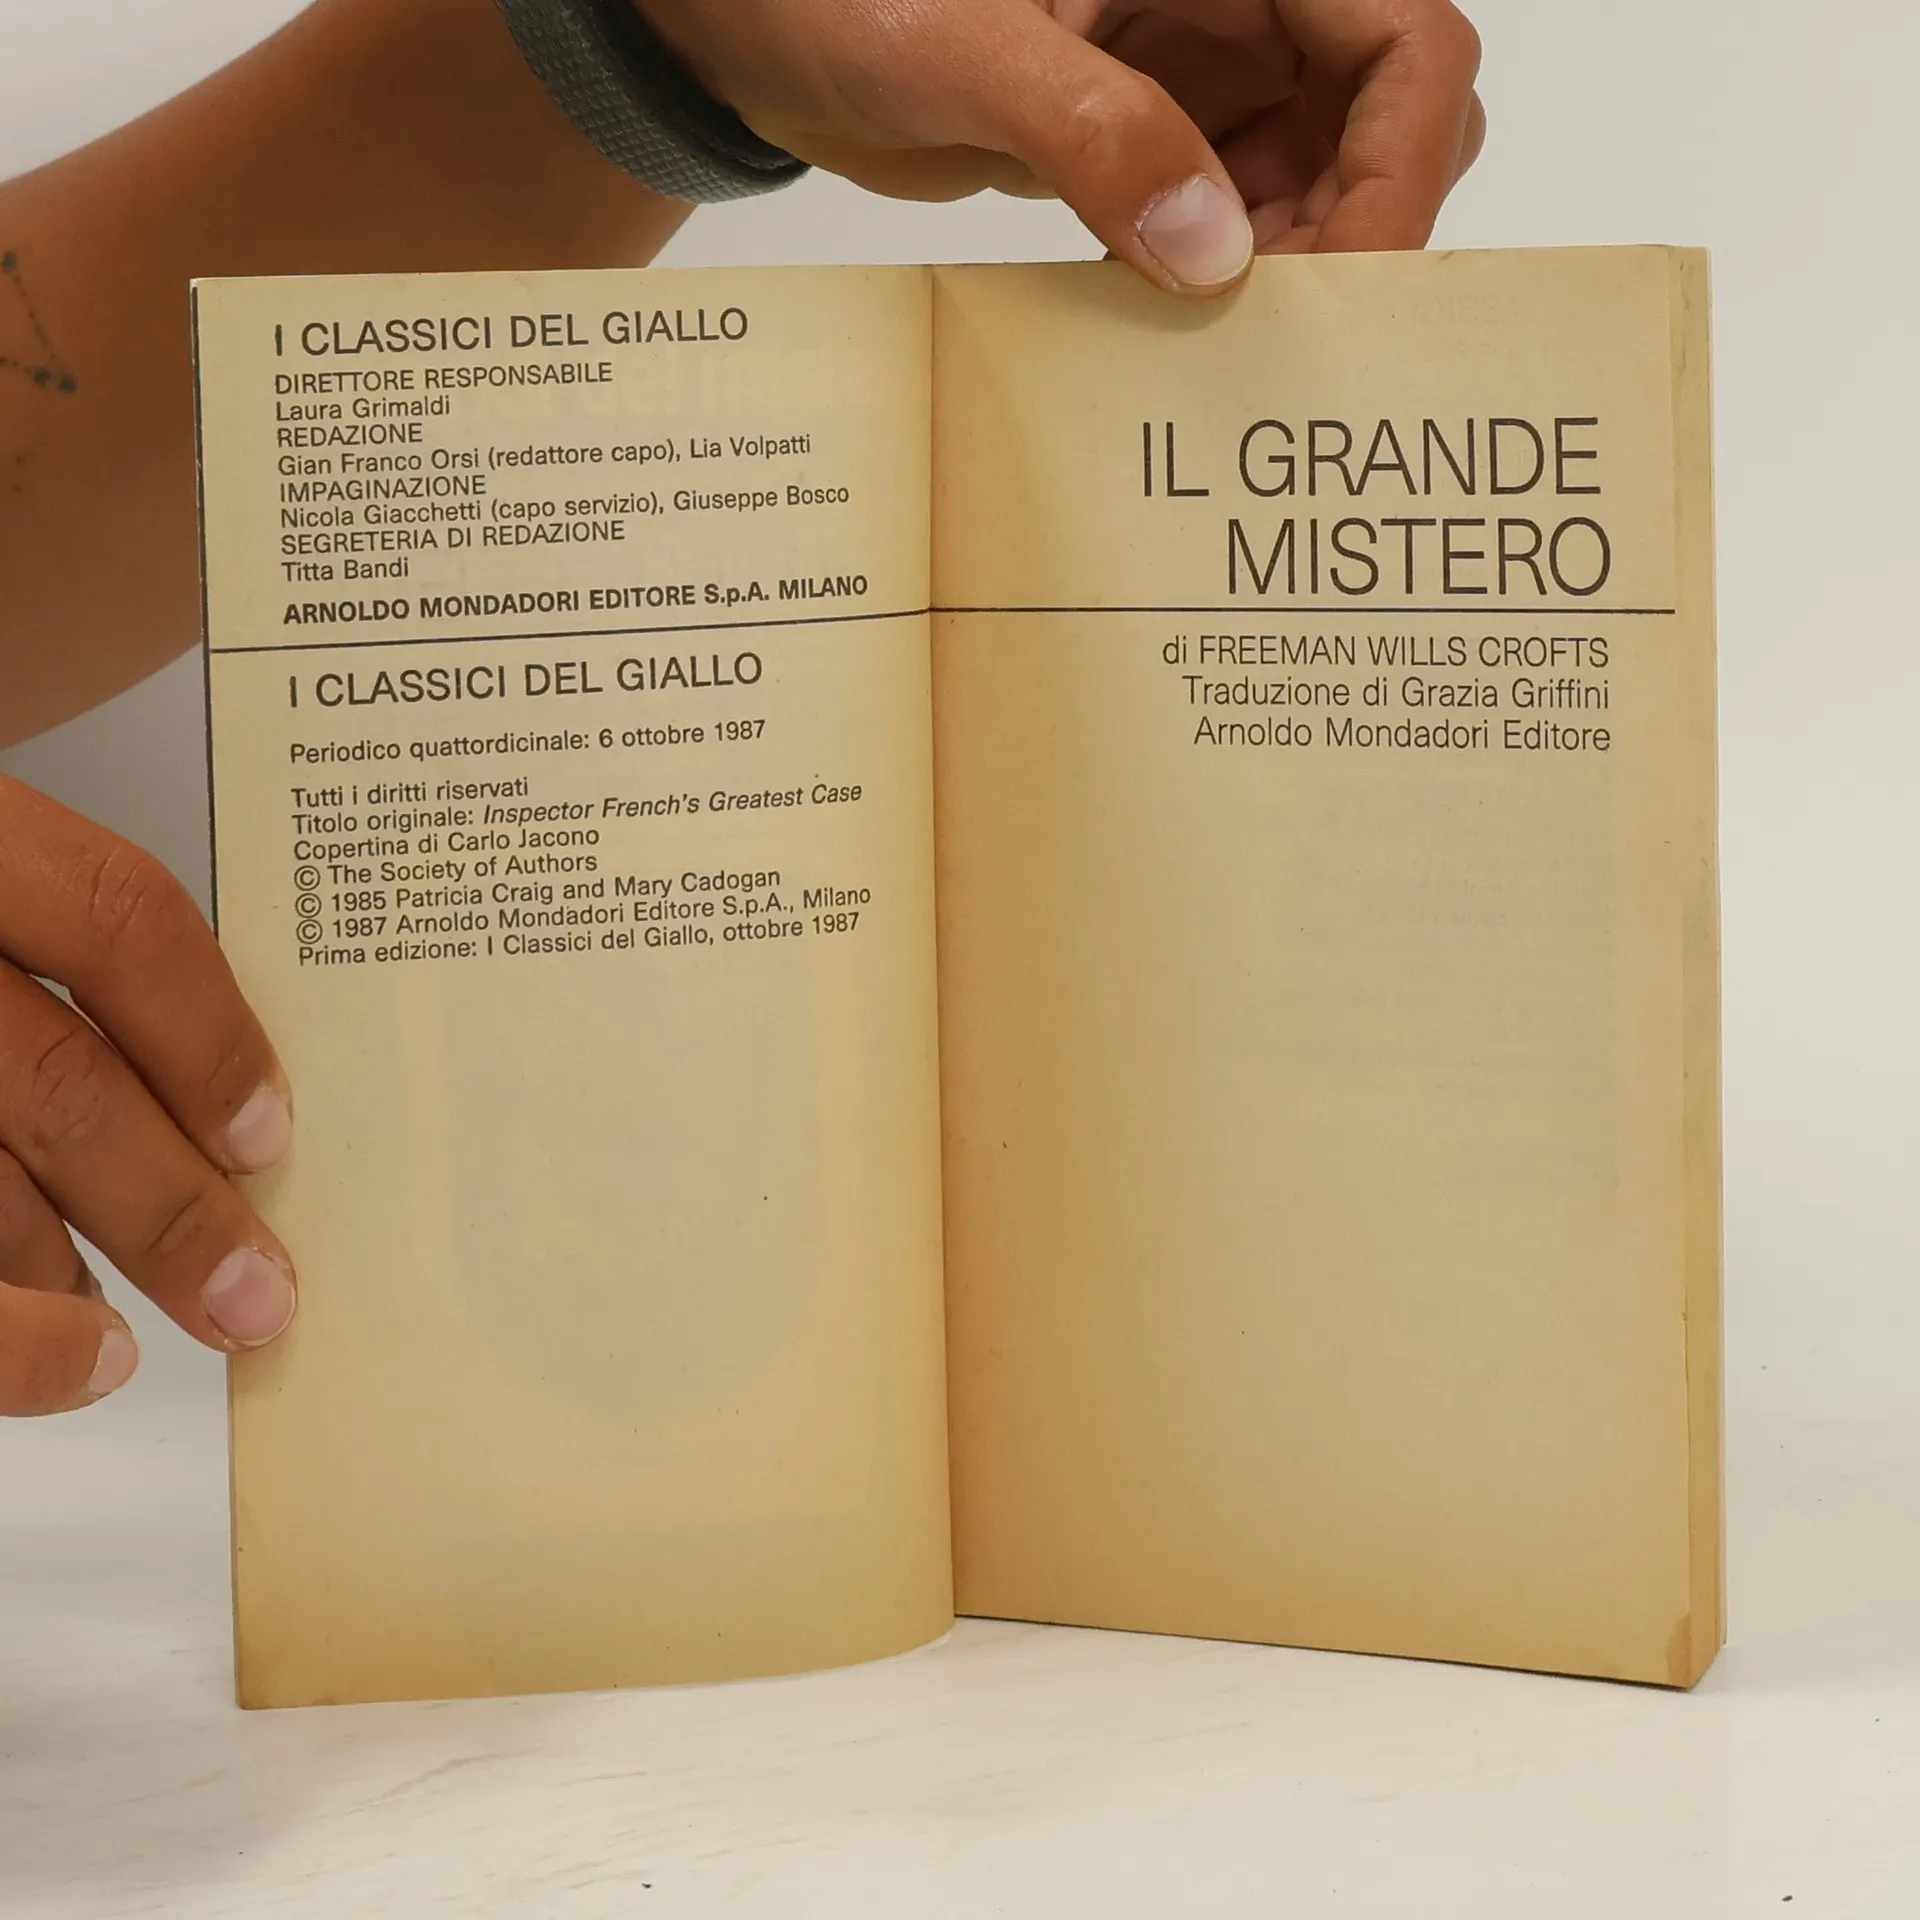 I CLASSICI DEL GIALLO
DIRETTORE RESPONSABILE
Laura Grimaldi
REDAZIONE
Gian Franco Orsi (redattore capo), Lia Volpatti
IMPAGINAZIONE
Nicola Giacchetti (capo servizio), Giuseppe Bosco
SEGRETERIA DI REDAZIONE
Titta Bandi
ARNOLDO MONDADORI EDITORE S.p.A. MILANO
I CLASSICI DEL GIALLO
Periodico quattordicinale: 6 ottobre 1987
Tutti i diritti riservati
Titolo originale: Inspector French's Greatest Case
Copertina di Carlo Jacono
© The Society of Authors
© 1985 Patricia Craig and Mary Cadogan
© 1987 Arnoldo Mondadori Editore S.p.A., Milano
Prima edizione: I Classici del Giallo, ottobre 1987
IL GRANDE
MISTERO
di FREEMAN WILLS CROFTS
Traduzione di Grazia Griffini
Arnoldo Mondadori Editore